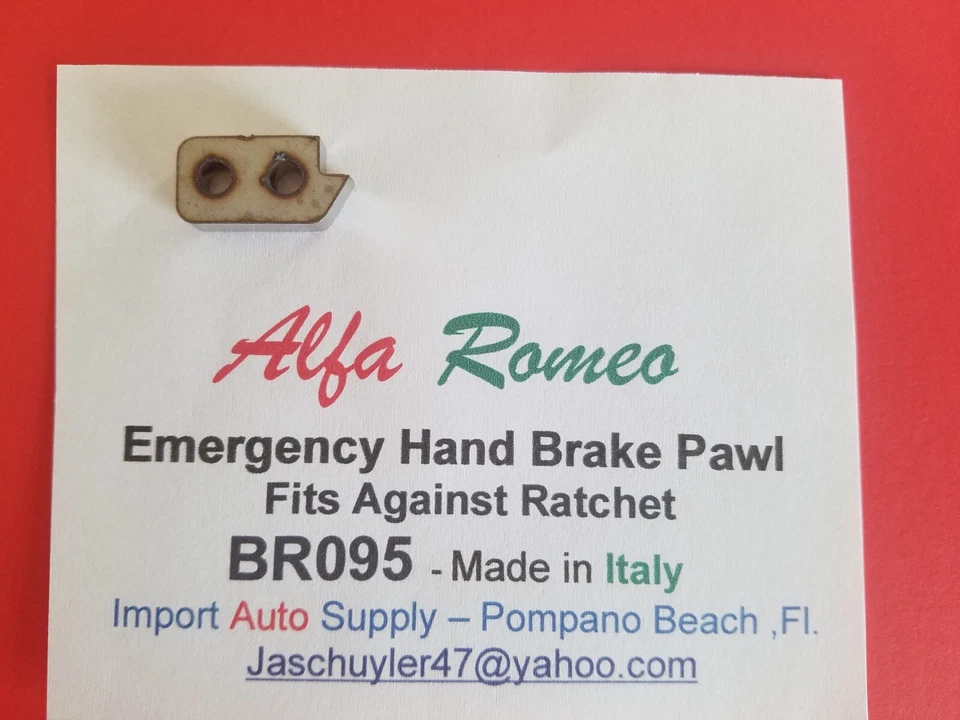 Alfa Romeo
Emergency Hand Brake Pawl
Fits Against Ratchet
BR095 - Made in Italy
Import Auto Supply – Pompano Beach ,Fl.
Jaschuyler47@yahoo.com